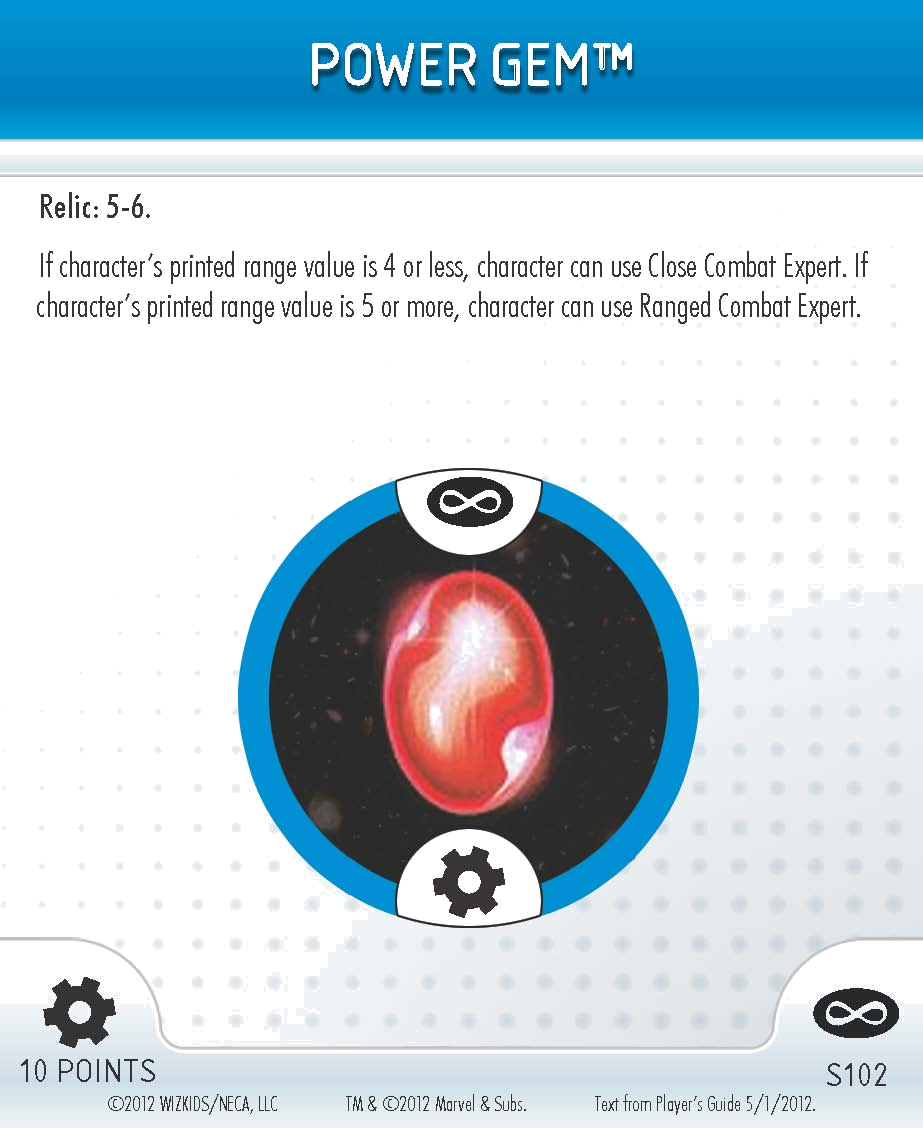 POWER GEM™
Relic: 5-6.
If character's printed range value is 4 or less, character can use Close Combat Expert. If
character's printed range value is 5 or more, character can use Ranged Combat Expert.
10 POINTS
S102
©2012 WIZKIDS/NECA, LLC TM & ©2012 Marvel & Subs. Text from Player's Guide 5/1/2012.